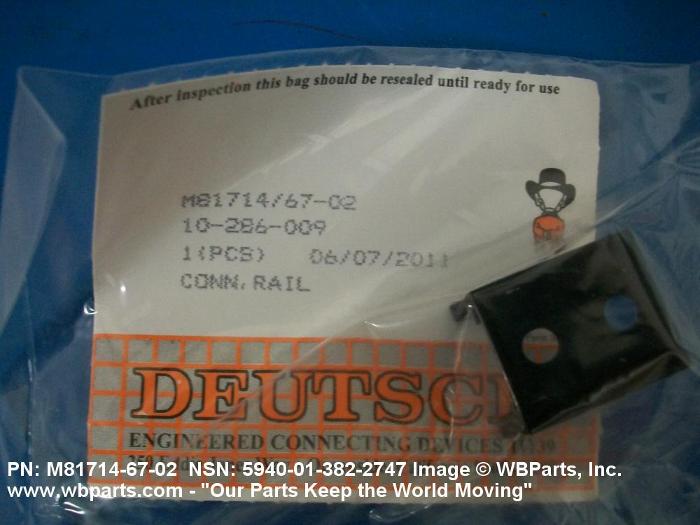 After inspection this bag should be resealed until ready for use
M81714/67-02
10-286-009
1(PCS) 06/07/2011
CONN, RAIL
DEUTSC
ENGINEERED CONNECTING DEVICES
PN: M81714-67-02 NSN: 5940-01-382-2747 Image © WBParts, Inc.
www.wbparts.com - "Our Parts Keep the World Moving"